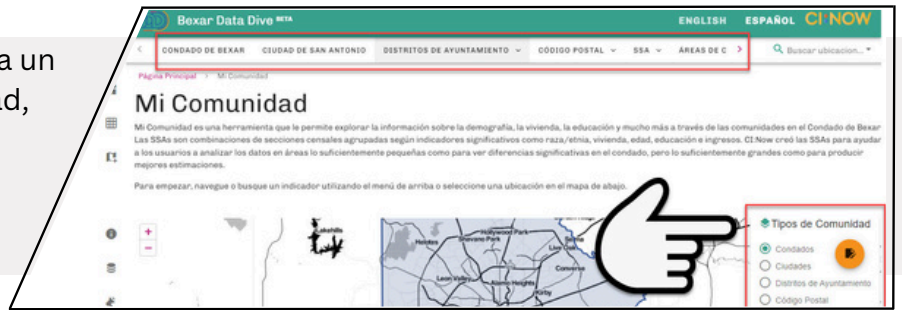 a un
ad,
Bexar Data Dive BETA
ENGLISH ESPAÑOL CI:NOW
CONDADO DE BEXAR CIUDAD DE SAN ANTONIO DISTRITOS DE AYUNTAMIENTO CÓDIGO POSTAL SSA ÁREAS DE C
Buscar ubicacion...
Página Principal > Mi Comunidad
Mi Comunidad
Mi Comunidad es una herramienta que le permite explorar la información sobre la demografía, la vivienda, la educación y mucho más a través de las comunidades en el Condado de Bexar
Las SSAs son combinaciones de secciones censales agrupadas según indicadores significativos como raza/etnia, vivienda, edad, educación e ingresos. CI:Now creó las SSAs para ayudar
a los usuarios a analizar los datos en áreas lo suficientemente pequeñas como para ver diferencias significativas en el condado, pero lo suficientemente grandes como para producir
mejores estimaciones.
Para empezar, navegue o busque un indicador utilizando el menú de arriba o seleccione una ubicación en el mapa de abajo.
Tipos de Comunidad
Condados
Ciudades
Distritos de Ayuntamiento
Código Postal
+
−
Lakehills
Hollywood Park
Helotes
Shavano Park
Selma
Live Oak
Converse
Leon Valley
Alamo Heights
Kirby